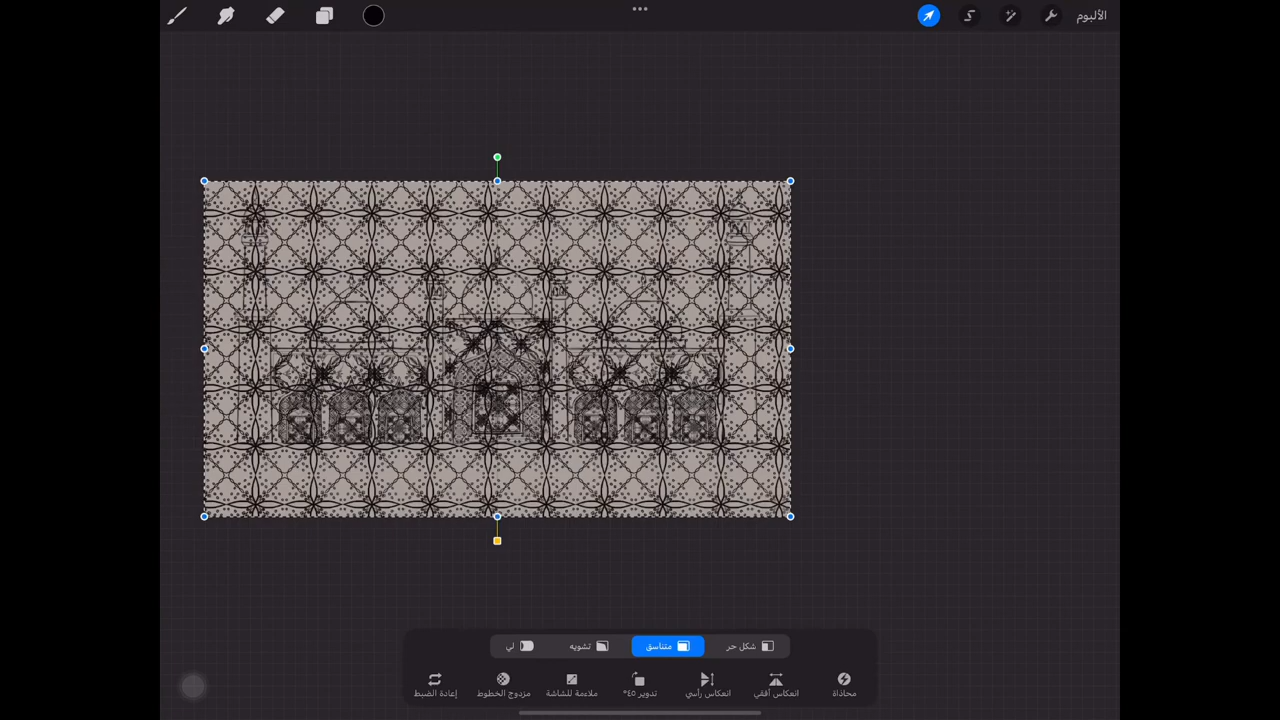 الألبوم
شكل حر
متناسق
تشويه
لي
محاذاة
انعكاس أفقي
انعكاس رأسي
تدوير ٤٥°
ملاءمة للشاشة
مزدوج الخطوط
إعادة الضبط